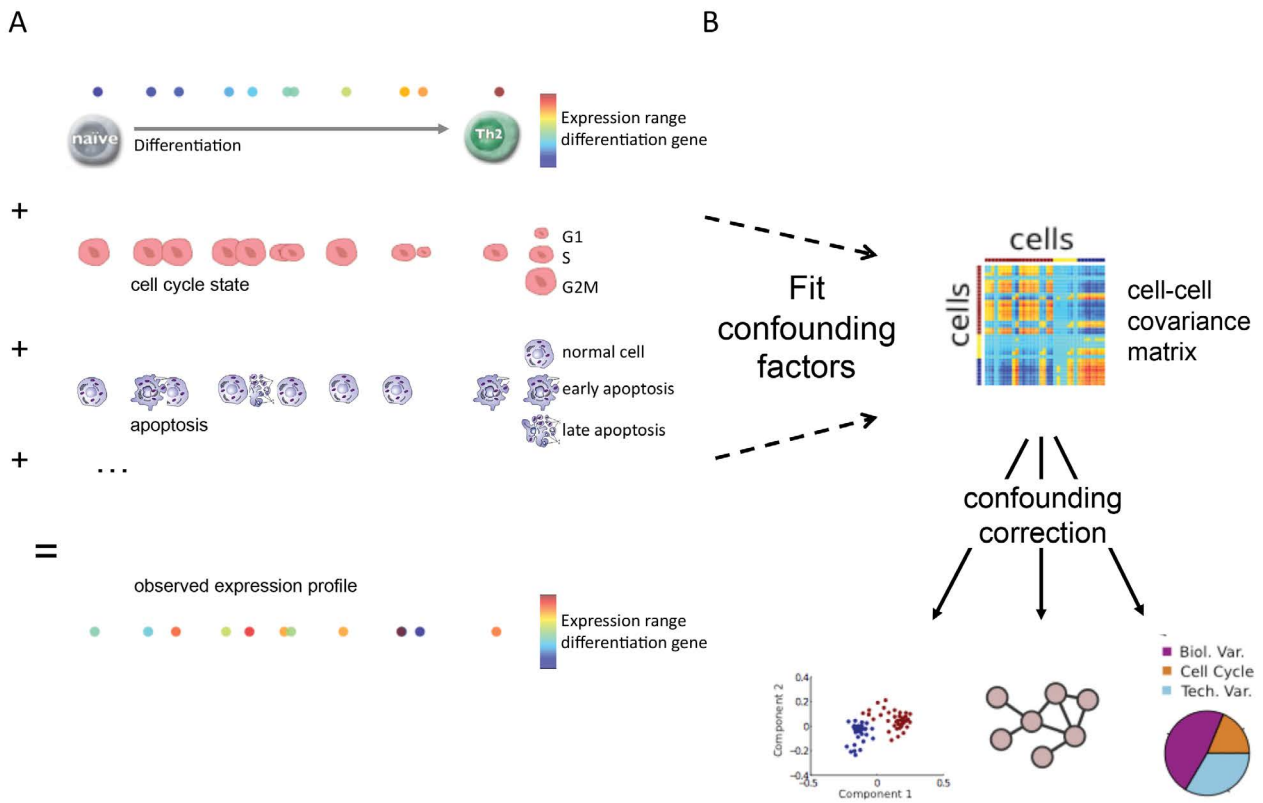 A
B
naïve
Differentiation
Th2
Expression range
differentiation gene
+
cell cycle state
G1
S
G2M
+
apoptosis
normal cell
early apoptosis
late apoptosis
+
...
=
observed expression profile
Expression range
differentiation gene
Fit
confounding
factors
cells
cells
cell-cell
covariance
matrix
confounding
correction
Component 2
0.4
0.2
0
−0.2
−0.4
−0.5
0
0.5
Component 1
Biol. Var.
Cell Cycle
Tech. Var.